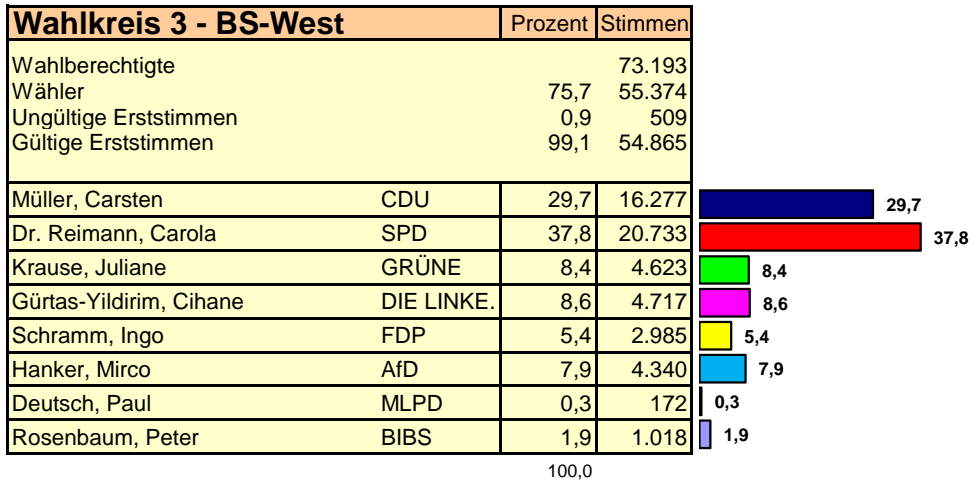 Wahlkreis 3 - BS-West Prozent Stimmen
Wahlberechtigte 73.193
Wähler 75,7 55.374
Ungültige Erststimmen 0,9 509
Gültige Erststimmen 99,1 54.865
Müller, Carsten CDU 29,7 16.277 29,7
Dr. Reimann, Carola SPD 37,8 20.733 37,8
Krause, Juliane GRÜNE 8,4 4.623 8,4
Gürtas-Yildirim, Cihane DIE LINKE. 8,6 4.717 8,6
Schramm, Ingo FDP 5,4 2.985 5,4
Hanker, Mirco AfD 7,9 4.340 7,9
Deutsch, Paul MLPD 0,3 172 0,3
Rosenbaum, Peter BIBS 1,9 1.018 1,9
100,0